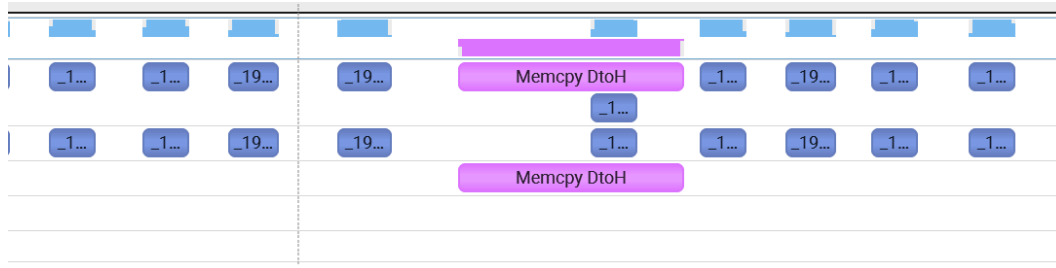 _1... _1... _19... _19... Memcpy DtoH _1... _19... _1... _1...
_1...
_1... _1... _19... _19... _1... _1... _19... _1... _1...
Memcpy DtoH